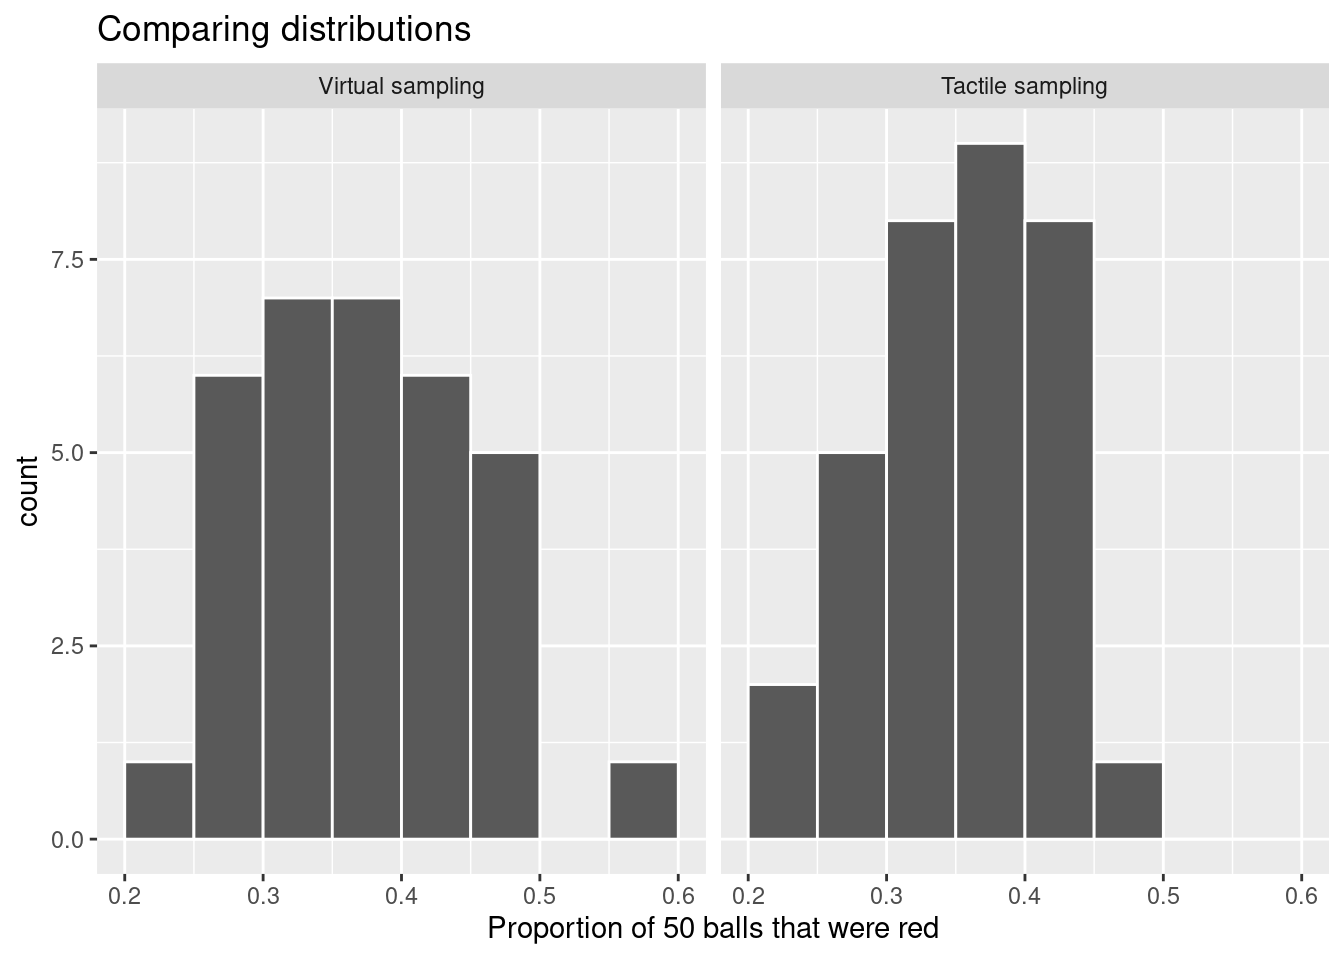 Comparing distributions
Virtual sampling
Tactile sampling
7.5
5.0
2.5
0.0
count
0.2 0.3 0.4 0.5 0.6
0.2 0.3 0.4 0.5 0.6
Proportion of 50 balls that were red